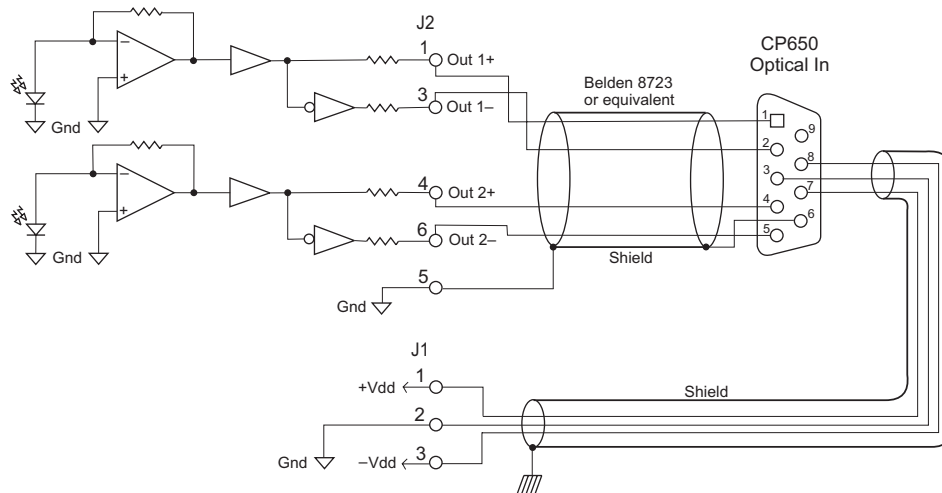 J2
1 Out 1+
3 Out 1–
Gnd
4 Out 2+
6 Out 2–
Gnd
5
Gnd
Belden 8723
or equivalent
Shield
CP650
Optical In
1
2
3
4
5
9
8
7
6
J1
+Vdd 1
2
Gnd
–Vdd 3
Shield
–
+
–
+